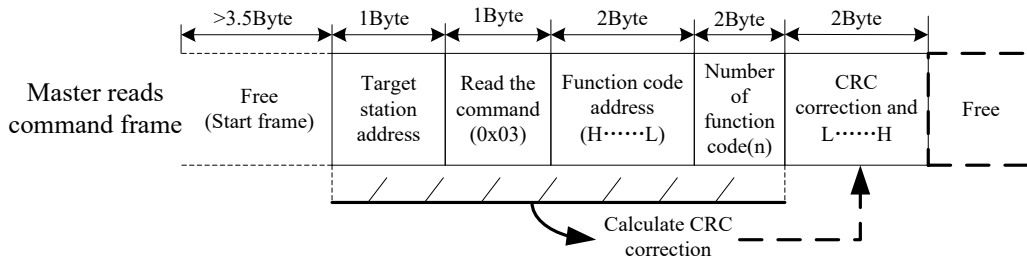 >3.5Byte 1Byte 1Byte 2Byte 2Byte 2Byte
Master reads
command frame
Free
(Start frame)
Target
station
address
Read the
command
(0x03)
Function code
address
(H······L)
Number
of
function
code(n)
CRC
correction and
L······H
Free
Calculate CRC
correction